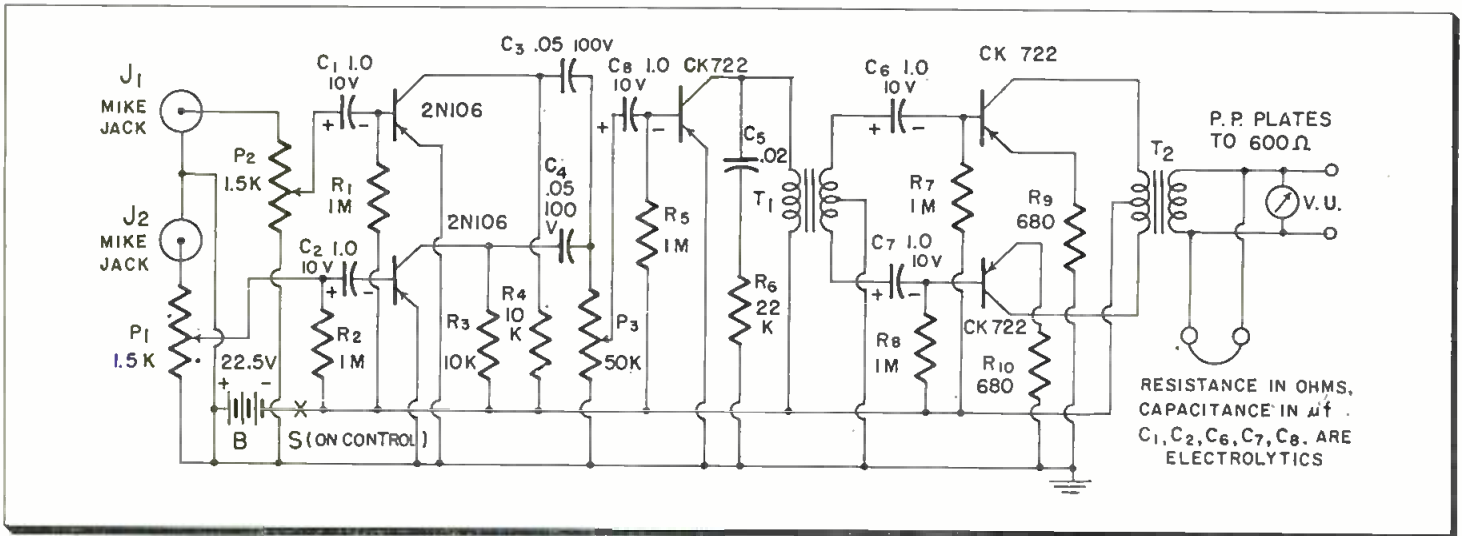 J1
MIKE
JACK
P2
1.5K
J2
MIKE
JACK
P1
1.5K
22.5V
+ -
B
S (ON CONTROL)
C1 1.0
10V
+ -
R1
1M
2N106
C2 1.0
10V
+ -
R2
1M
2N106
C3 .05 100V
C4
.05
100
V
R3
10K
R4
10
K
P3
50K
C8 1.0
10V
+ -
CK722
R5
1M
C5
.02
R6
22
K
T1
C6 1.0
10V
+ -
CK 722
R7
1M
C7 1.0
10V
+ -
R8
1M
CK 722
R9
680
R10
680
T2
P.P. PLATES
TO 600Ω
V.U.
RESISTANCE IN OHMS,
CAPACITANCE IN µf.
C1, C2, C6, C7, C8. ARE
ELECTROLYTICS